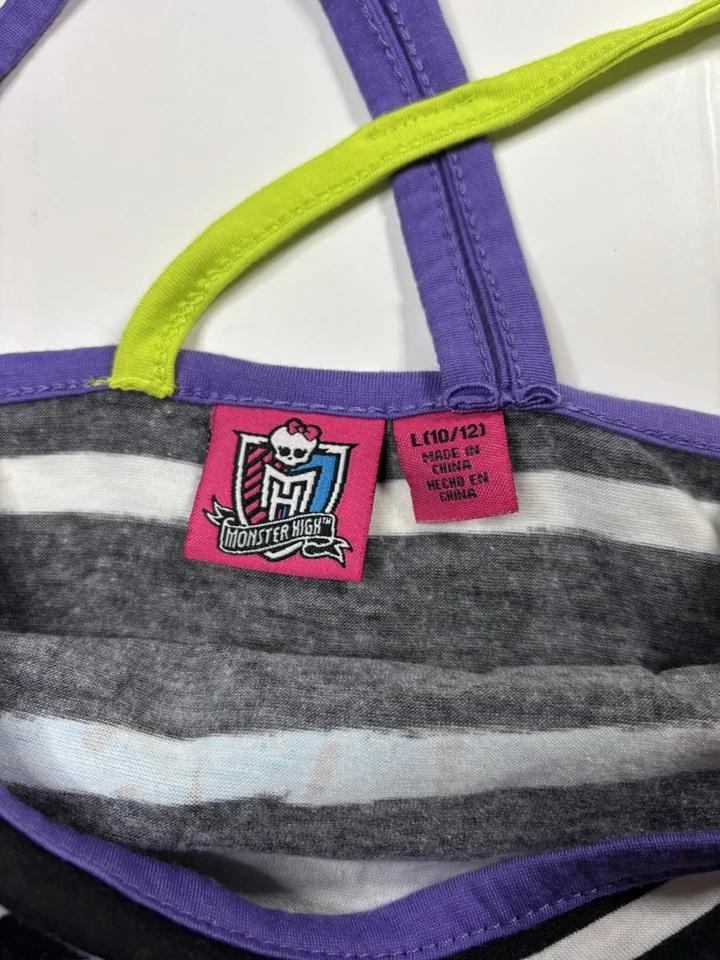 MONSTER HIGH™
L(10/12)
MADE IN
CHINA
HECHO EN
CHINA